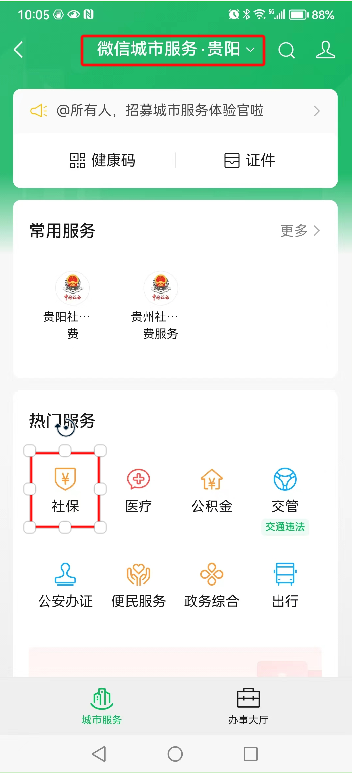 10:05 88%
微信城市服务·贵阳
@所有人，招募城市服务体验官啦
健康码 证件
常用服务 更多
贵阳社… 贵州社…
费 费服务
热门服务
社保 医疗 公积金 交管
交通违法
公安办证 便民服务 政务综合 出行
城市服务 办事大厅